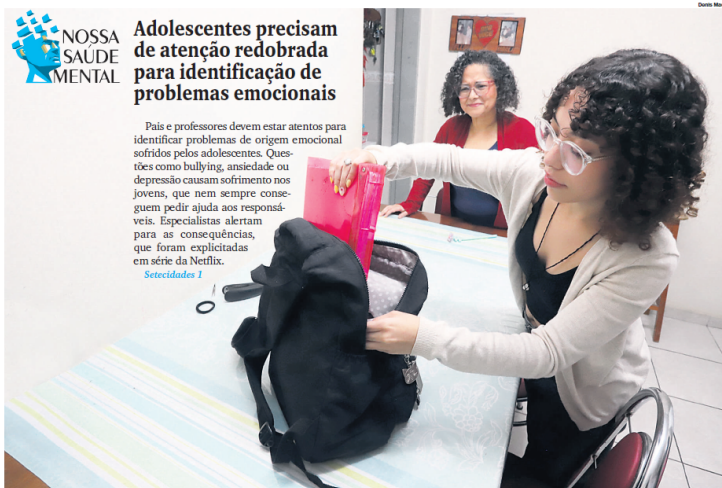 Denis Mac
NOSSA
SAÚDE
MENTAL
Adolescentes precisam
de atenção redobrada
para identificação de
problemas emocionais
Pais e professores devem estar atentos para
identificar problemas de origem emocional
sofridos pelos adolescentes. Ques-
tões como bullying, ansiedade ou
depressão causam sofrimento nos
jovens, que nem sempre conse-
guem pedir ajuda aos responsá-
veis. Especialistas alertam
para as consequências,
que foram explicitadas
em série da Netflix.
Setecidades 1